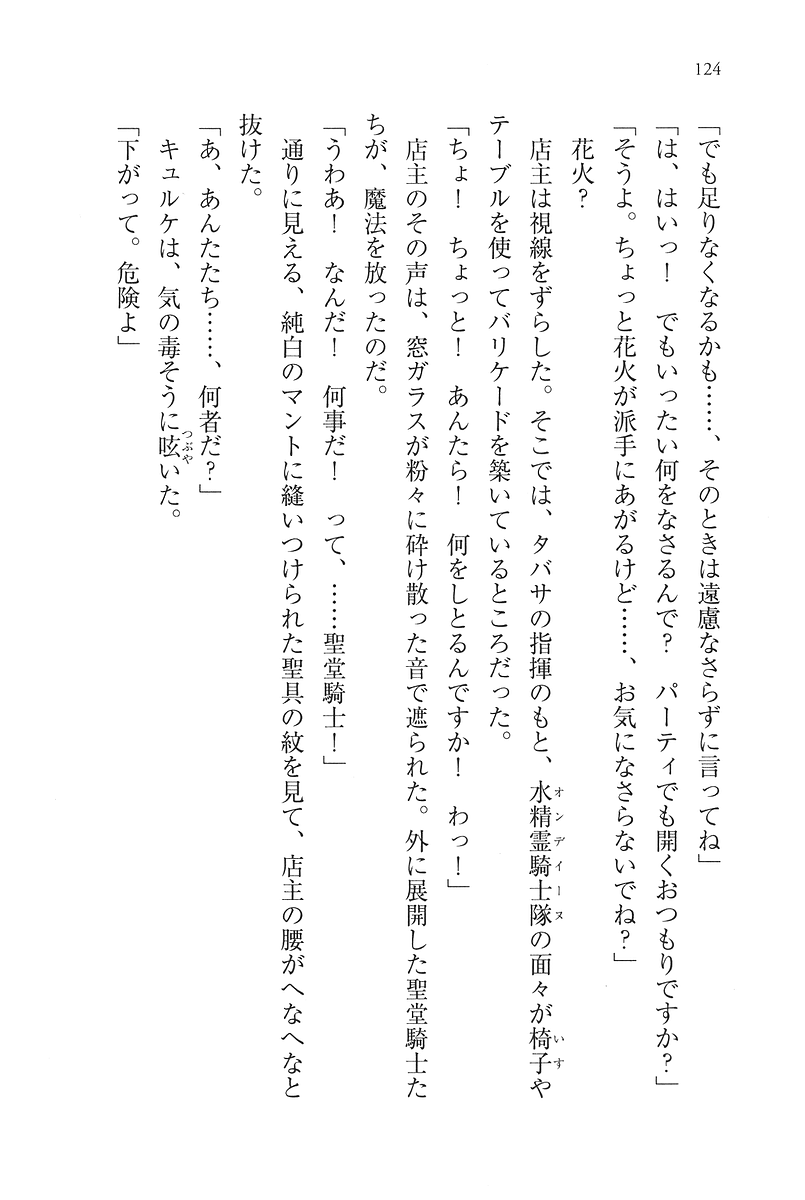 124
「でも足りなくなるかも……、そのときは遠慮なさらずに言ってね」
「は、はいっ！　でもいったい何をなさるんで？　パーティでも開くおつもりですか？」
「そうよ。ちょっと花火が派手にあがるけど……、お気になさらないでね？」
　花火？
　店主は視線をずらした。そこでは、タバサの指揮のもと、水精霊騎士隊の面々が椅子や
オンディーヌ
いす
テーブルを使ってバリケードを築いているところだった。
「ちょ！　ちょっと！　あんたら！　何をしとるんですか！　わっ！」
　店主のその声は、窓ガラスが粉々に砕け散った音で遮られた。外に展開した聖堂騎士た
ちが、魔法を放ったのだ。
「うわあ！　なんだ！　何事だ！　って、……聖堂騎士！」
　通りに見える、純白のマントに縫いつけられた聖具の紋を見て、店主の腰がへなへなと
抜けた。
「あ、あんたたち……、何者だ？」
　キュルケは、気の毒そうに呟いた。
つぶや
「下がって。危険よ」